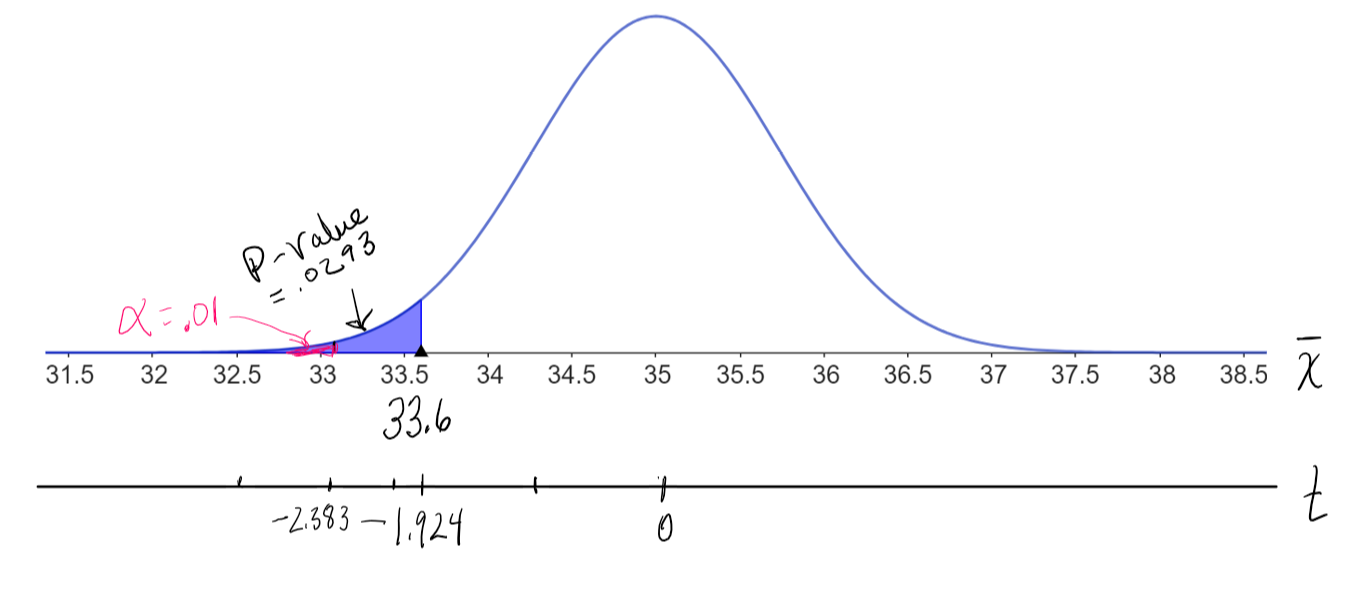 P-value
= .0293
α = .01
31.5 32 32.5 33 33.5 34 34.5 35 35.5 36 36.5 37 37.5 38 38.5 x̄
33.6
-2.383 -1.924 0 t